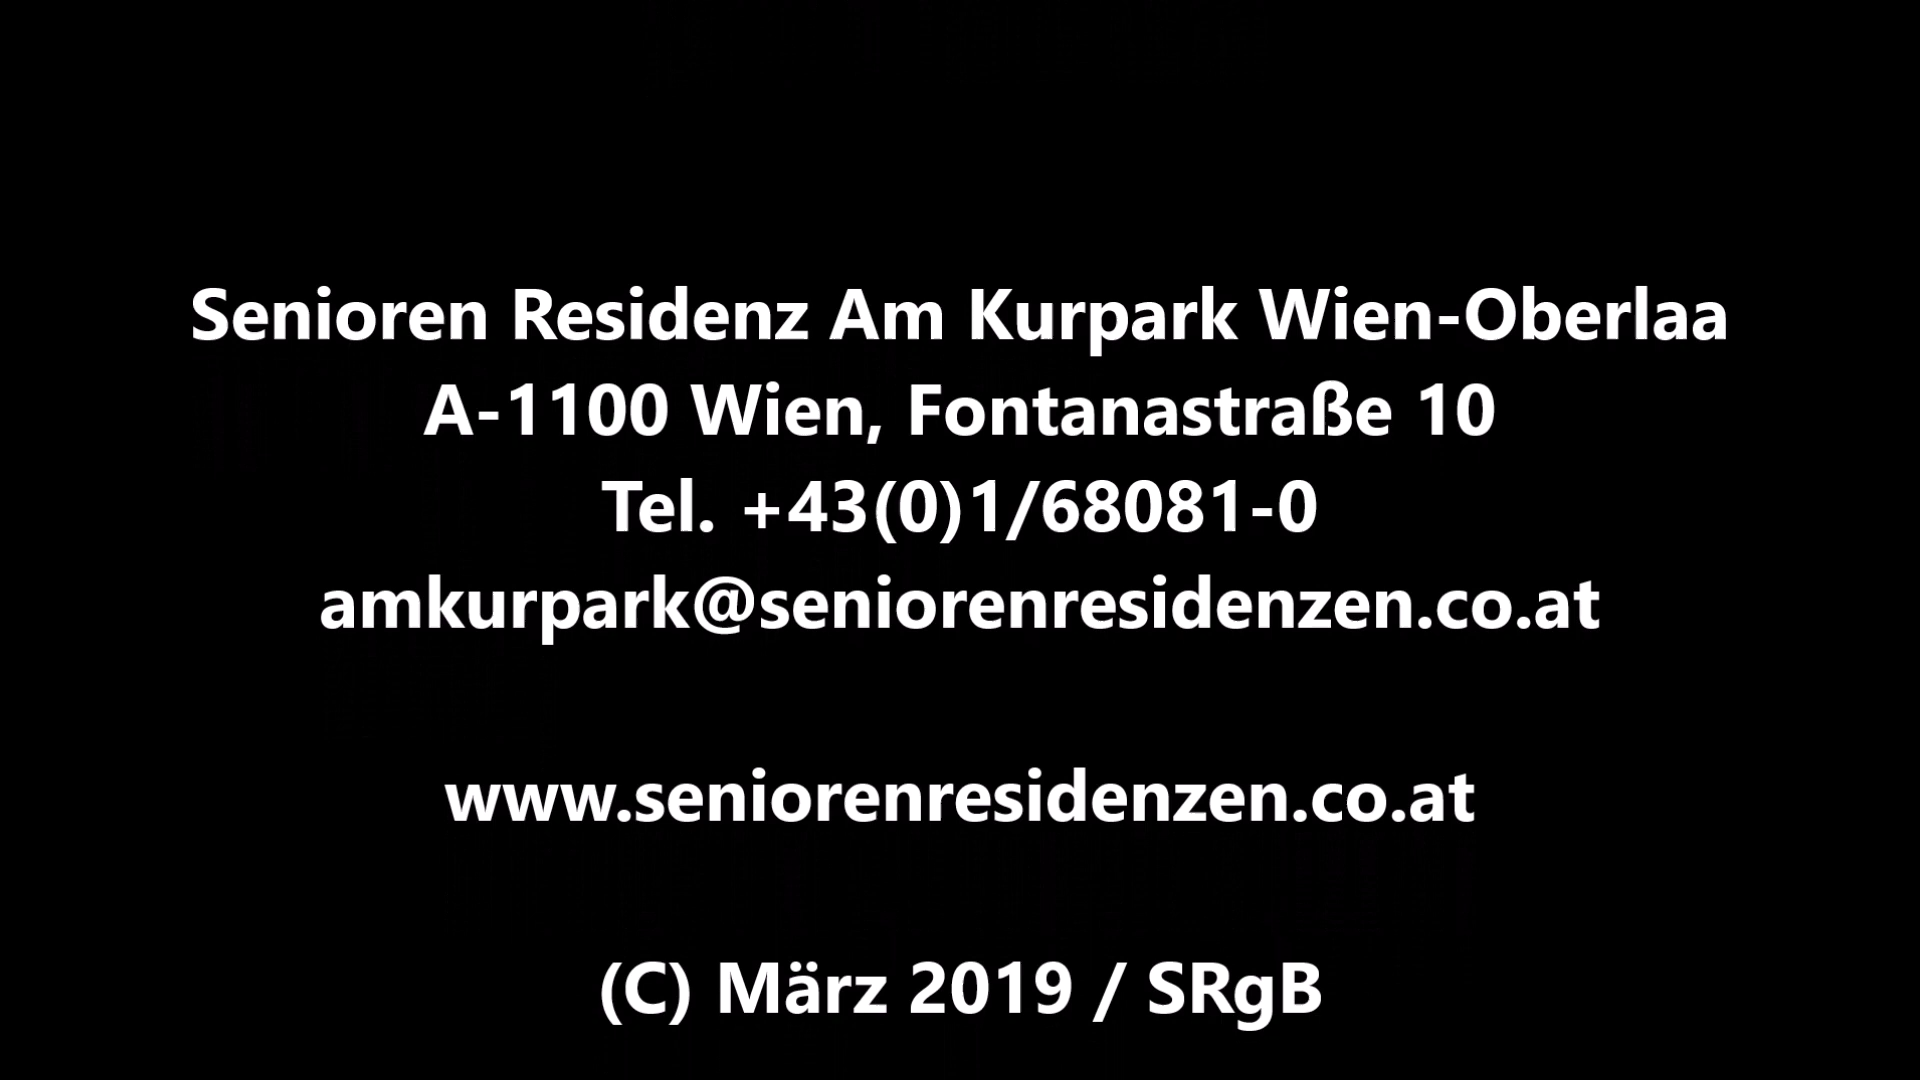 Senioren Residenz Am Kurpark Wien-Oberlaa
A-1100 Wien, Fontanastraße 10
Tel. +43(0)1/68081-0
amkurpark@seniorenresidenzen.co.at
www.seniorenresidenzen.co.at
(C) März 2019 / SRgB